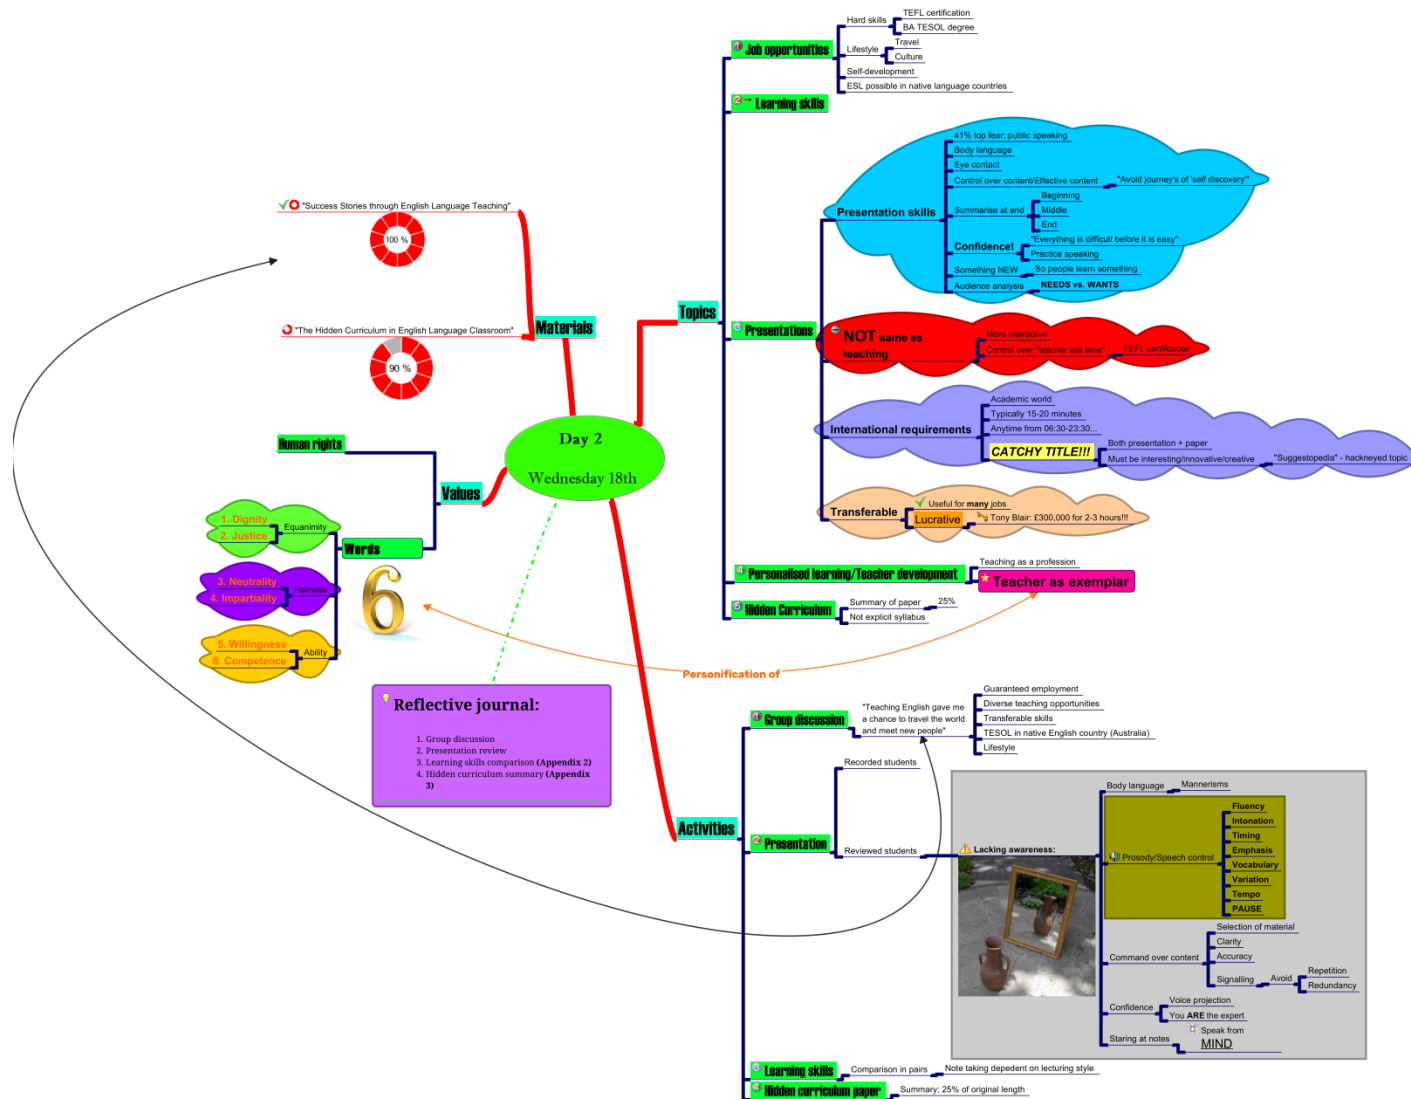 Day 2
Wednesday 18th
Topics
Job opportunities
Hard skills
TEFL certification
BA TESOL degree
Lifestyle
Travel
Culture
Self-development
ESL possible in native language countries
Learning skills
Presentations
Presentation skills
41% top fear: public speaking
Body language
Eye contact
Control over content/Effective content
"Avoid journey's of 'self discovery'"
Summarise at end
Beginning
Middle
End
Confidence!
"Everything is difficult before it is easy"
Practice speaking
Something NEW
So people learn something
Audience analysis
NEEDS vs. WANTS
NOT same as
teaching
More interactive
Control over "teacher talk time"
TEFL certification
International requirements
Academic world
Typically 15-20 minutes
Anytime from 06:30-23:30...
CATCHY TITLE!!!
Both presentation + paper
Must be interesting/innovative/creative
"Suggestopedia" - hackneyed topic
Transferable
Useful for many jobs
Lucrative
Tony Blair: £300,000 for 2-3 hours!!!
Personalised learning/Teacher development
Teaching as a profession
Teacher as exemplar
Hidden Curriculum
Summary of paper
25%
Not explicit syllabus
Materials
"Success Stories through English Language Teaching"
100 %
"The Hidden Curriculum in English Language Classroom"
90 %
Values
Human rights
Words
Equanimity
1. Dignity
2. Justice
Fairness
3. Neutrality
4. Impartiality
Ability
5. Willingness
6. Competence
6
Personification of
Reflective journal:
1. Group discussion
2. Presentation review
3. Learning skills comparison (Appendix 2)
4. Hidden curriculum summary (Appendix
3)
Activities
Group discussion
"Teaching English gave me
a chance to travel the world
and meet new people"
Guaranteed employment
Diverse teaching opportunities
Transferable skills
TESOL in native English country (Australia)
Lifestyle
Presentation
Recorded students
Reviewed students
Lacking awareness:
Body language
Mannerisms
Prosody/Speech control
Fluency
Intonation
Timing
Emphasis
Vocabulary
Variation
Tempo
PAUSE
Command over content
Selection of material
Clarity
Accuracy
Signalling
Avoid
Repetition
Redundancy
Confidence
Voice projection
You ARE the expert
Staring at notes
Speak from
MIND
Learning skills
Comparison in pairs
Note taking depedent on lecturing style
Hidden curriculum paper
Summary: 25% of original length